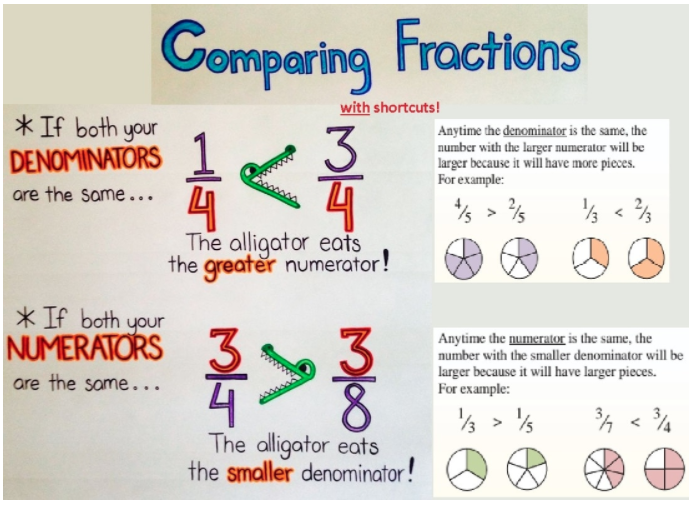 Comparing Fractions
with shortcuts!
* If both your
DENOMINATORS
are the same...
1/4 < 3/4
The alligator eats
the greater numerator!
Anytime the denominator is the same, the
number with the larger numerator will be
larger because it will have more pieces.
For example:
4/5 > 2/5 1/3 < 2/3
* If both your
NUMERATORS
are the same...
3/4 > 3/8
The alligator eats
the smaller denominator!
Anytime the numerator is the same, the
number with the smaller denominator will be
larger because it will have larger pieces.
For example:
1/3 > 1/5 3/7 < 3/4